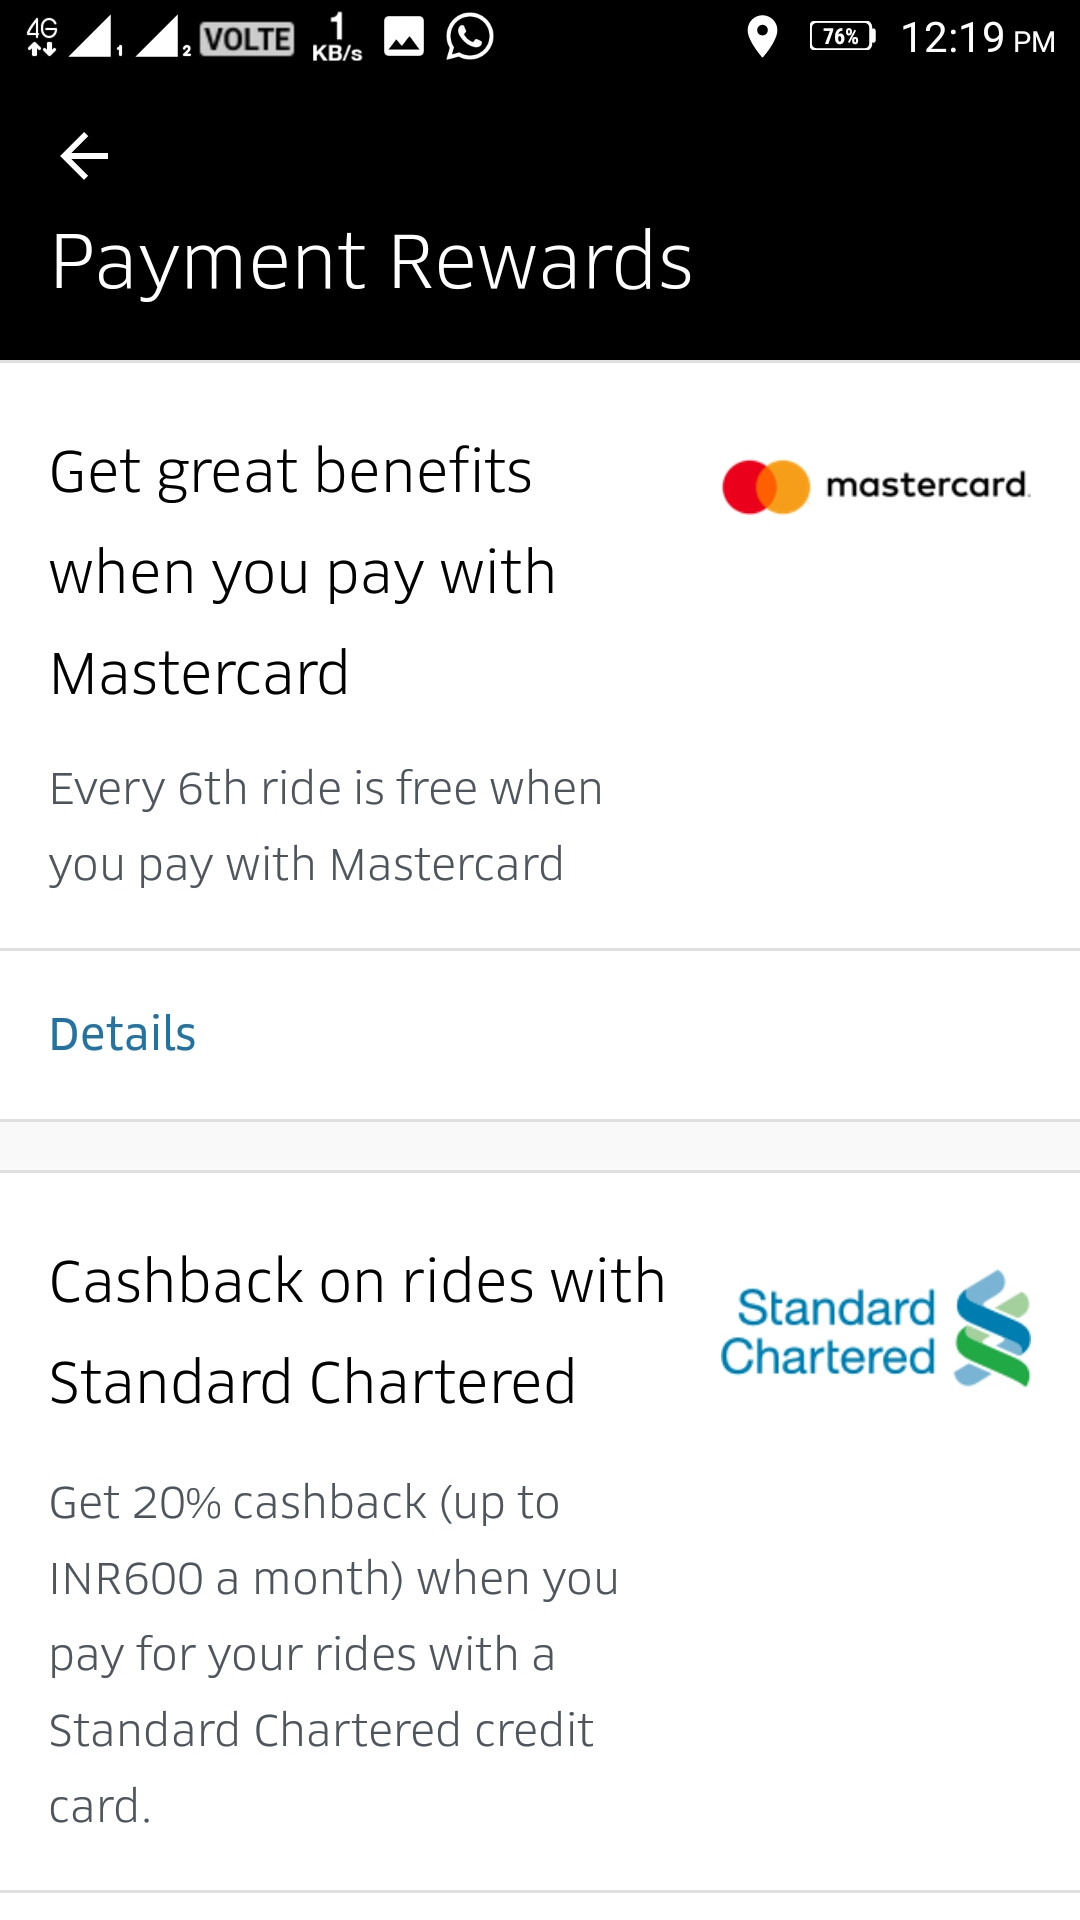 4G 1 2 VOLTE 1 KB/s 76% 12:19 PM
Payment Rewards
Get great benefits
when you pay with
Mastercard
mastercard.
Every 6th ride is free when
you pay with Mastercard
Details
Cashback on rides with
Standard Chartered
Standard
Chartered
Get 20% cashback (up to
INR600 a month) when you
pay for your rides with a
Standard Chartered credit
card.